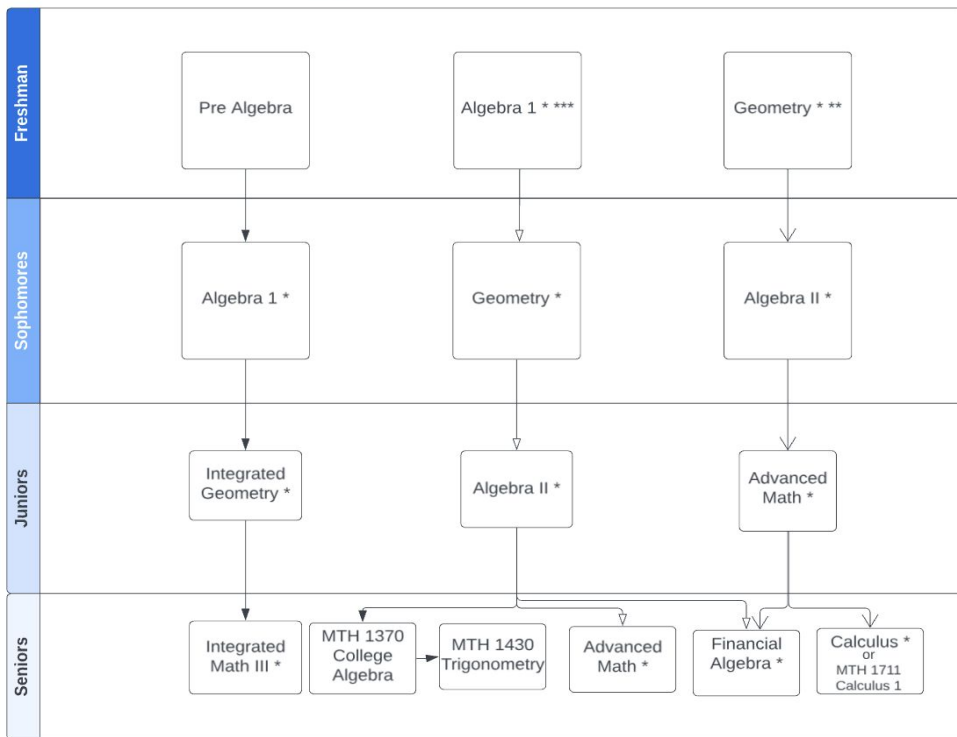 Freshman
Pre Algebra
Algebra 1 * ***
Geometry * **
Sophomores
Algebra 1 *
Geometry *
Algebra II *
Juniors
Integrated
Geometry *
Algebra II *
Advanced
Math *
Seniors
Integrated
Math III *
MTH 1370
College
Algebra
MTH 1430
Trigonometry
Advanced
Math *
Financial
Algebra *
Calculus *
or
MTH 1711
Calculus 1